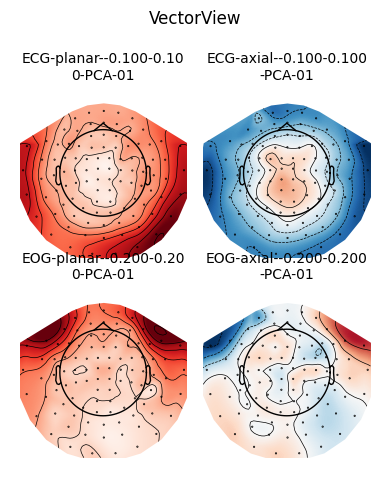 VectorView
ECG-planar--0.100-0.10
0-PCA-01
ECG-axial--0.100-0.100
-PCA-01
EOG-planar--0.200-0.20
0-PCA-01
EOG-axial--0.200-0.200
-PCA-01